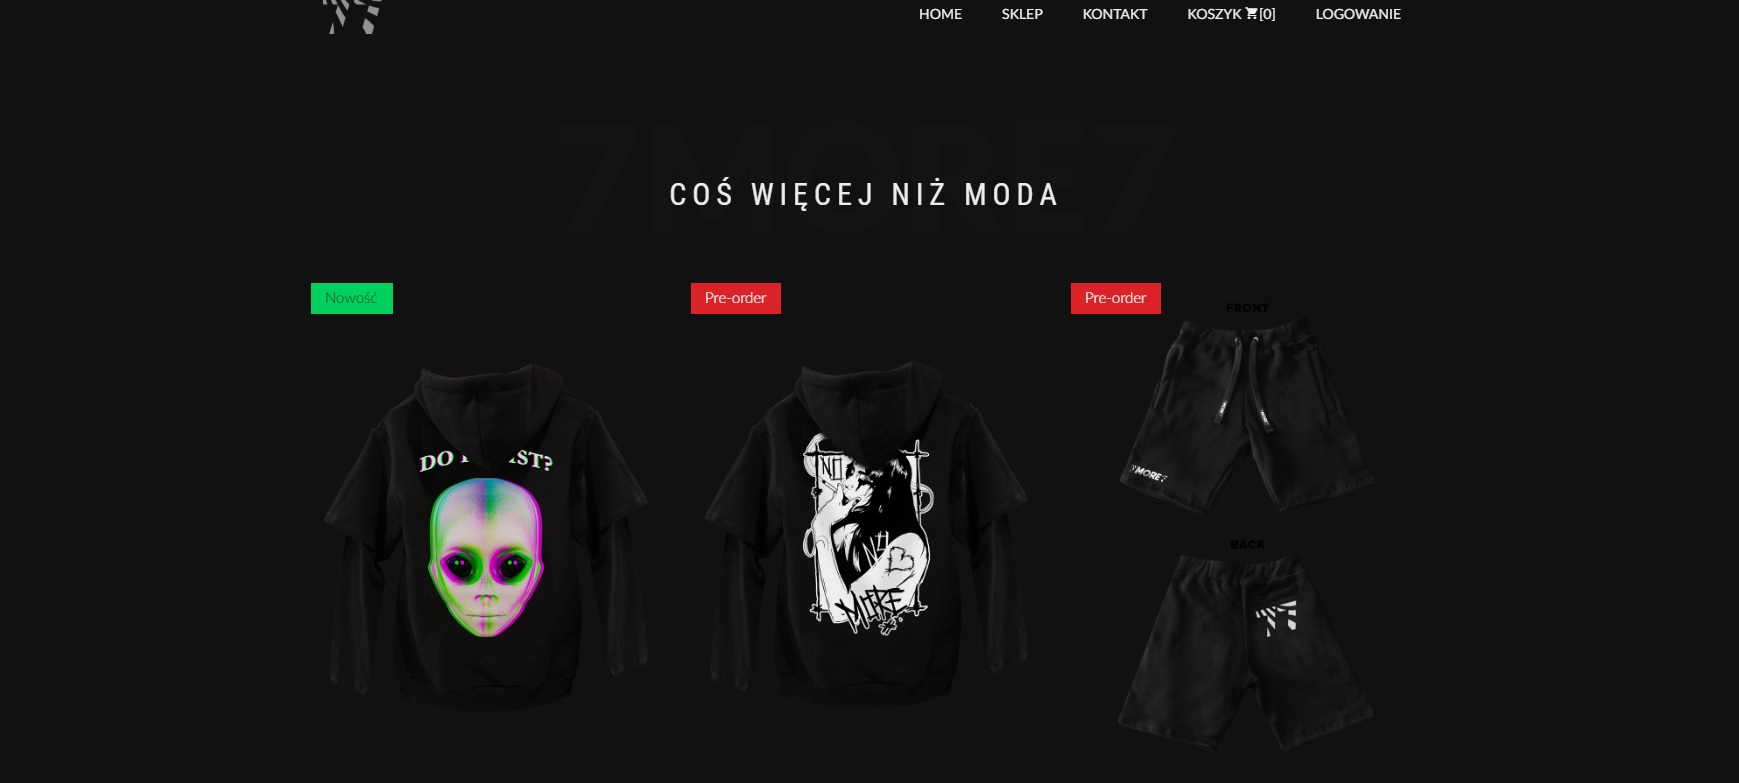 HOME SKLEP KONTAKT KOSZYK [0] LOGOWANIE
7MORE7
COŚ WIĘCEJ NIŻ MODA
Nowość
Pre-order
Pre-order
FRONT
DO
IST?
NO
NO
MORE
7MORE7
BACK